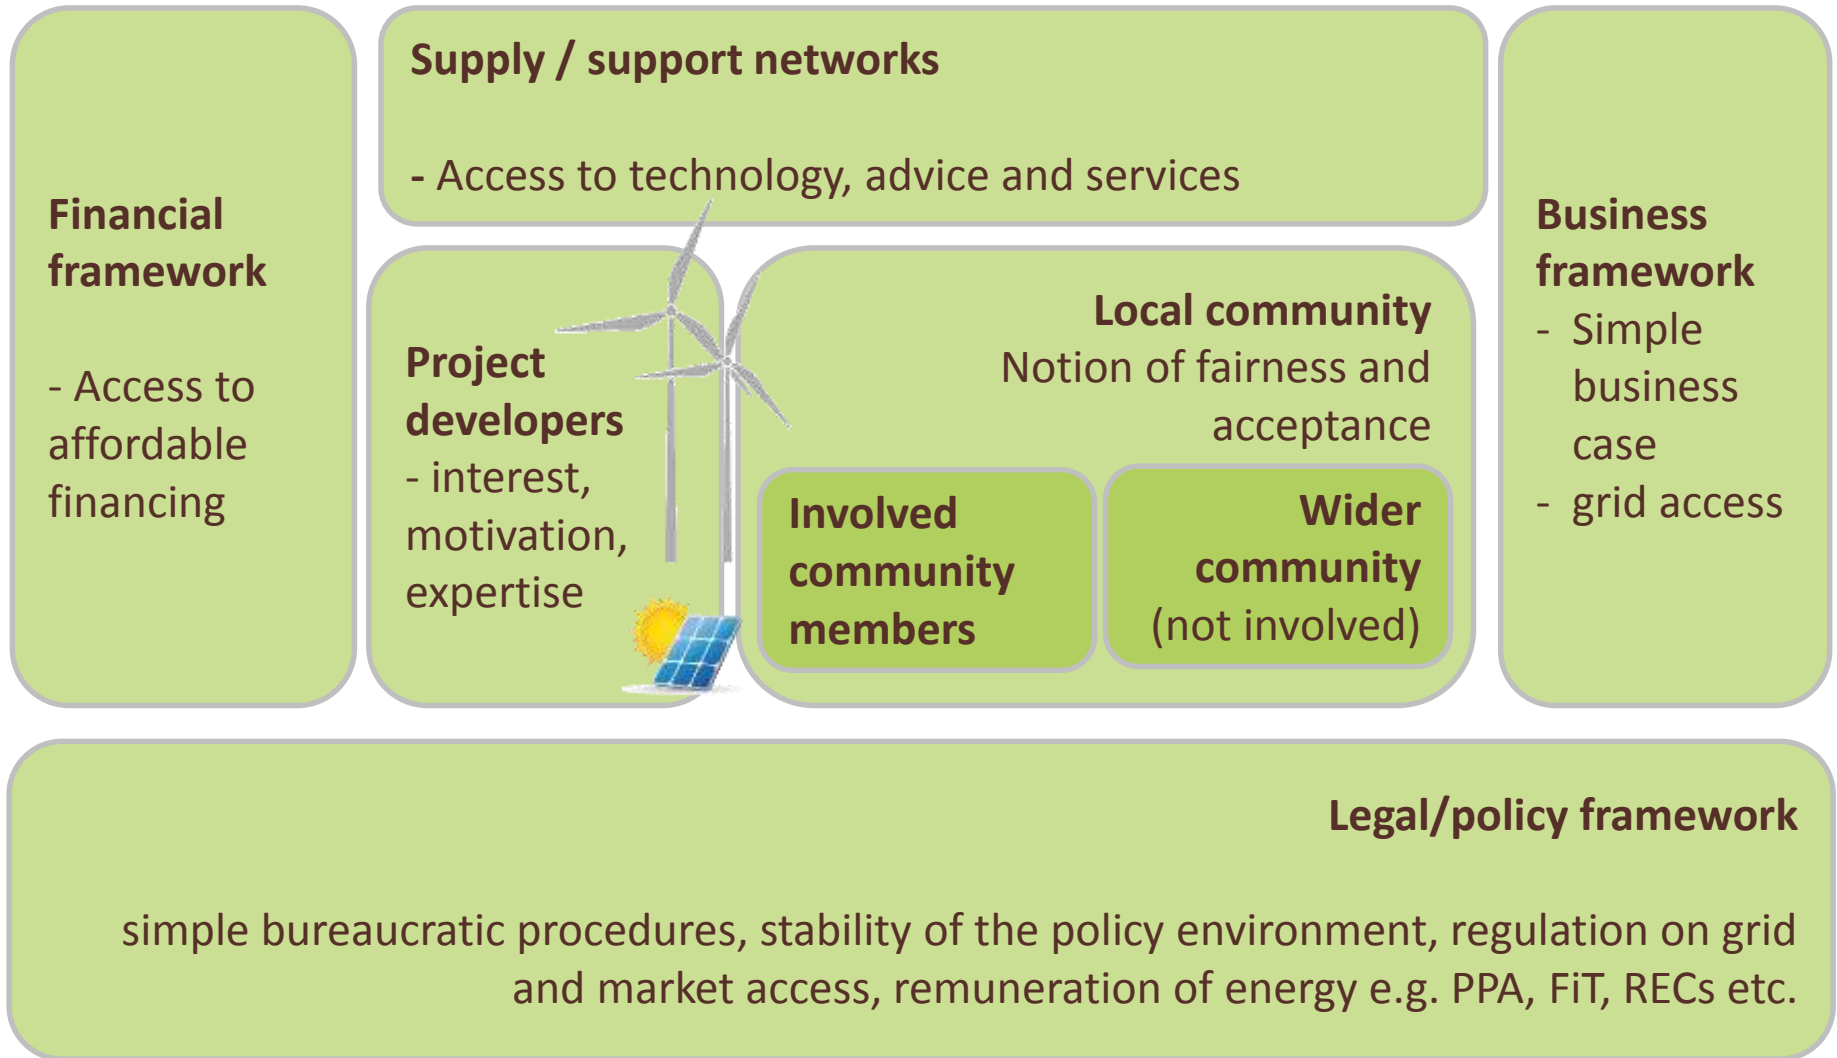 Financial
framework
- Access to
affordable
financing
Supply / support networks
- Access to technology, advice and services
Project
developers
- interest,
motivation,
expertise
Local community
Notion of fairness and
acceptance
Involved
community
members
Wider
community
(not involved)
Business
framework
- Simple
business
case
- grid access
Legal/policy framework
simple bureaucratic procedures, stability of the policy environment, regulation on grid
and market access, remuneration of energy e.g. PPA, FiT, RECs etc.